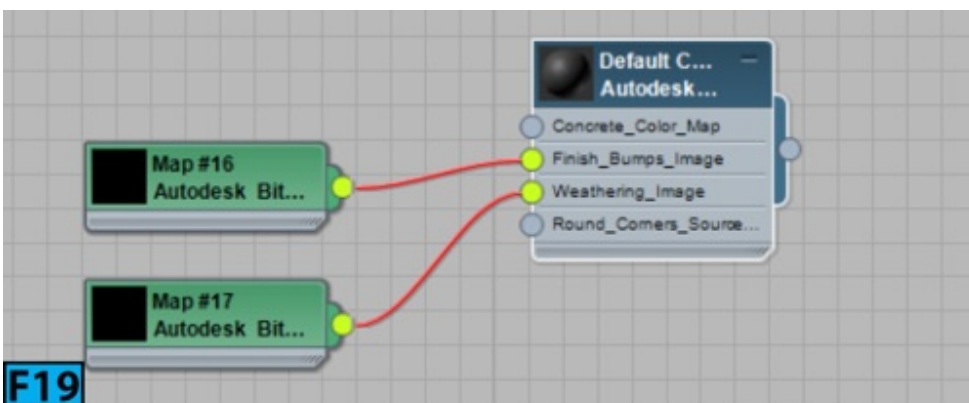 Default C...
Autodesk...
Concrete_Color_Map
Finish_Bumps_Image
Weathering_Image
Round_Corners_Source...
Map #16
Autodesk Bit...
Map #17
Autodesk Bit...
F19